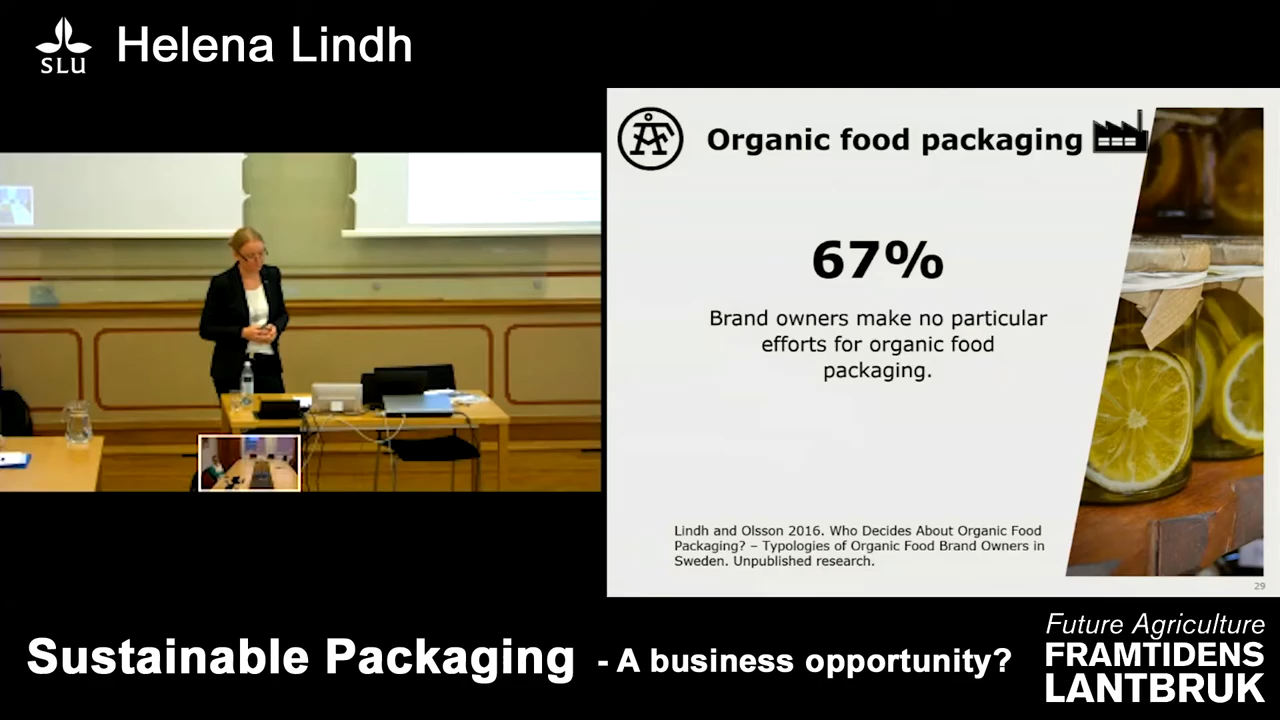 SLU
Helena Lindh
ÅF
Organic food packaging
67%
Brand owners make no particular
efforts for organic food
packaging.
Lindh and Olsson 2016. Who Decides About Organic Food
Packaging? – Typologies of Organic Food Brand Owners in
Sweden. Unpublished research.
29
Sustainable Packaging - A business opportunity?
Future Agriculture
FRAMTIDENS
LANTBRUK